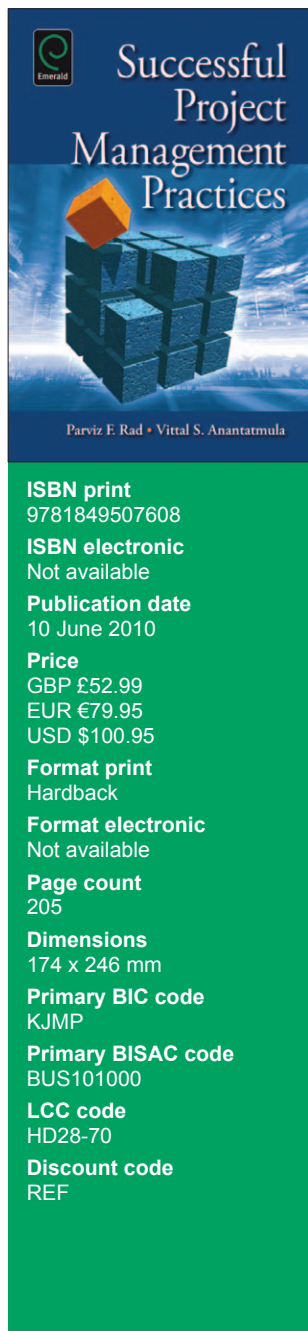 Emerald
Successful
Project
Management
Practices
Parviz F. Rad • Vittal S. Anantatmula
ISBN print
9781849507608
ISBN electronic
Not available
Publication date
10 June 2010
Price
GBP £52.99
EUR €79.95
USD $100.95
Format print
Hardback
Format electronic
Not available
Page count
205
Dimensions
174 x 246 mm
Primary BIC code
KJMP
Primary BISAC code
BUS101000
LCC code
HD28-70
Discount code
REF